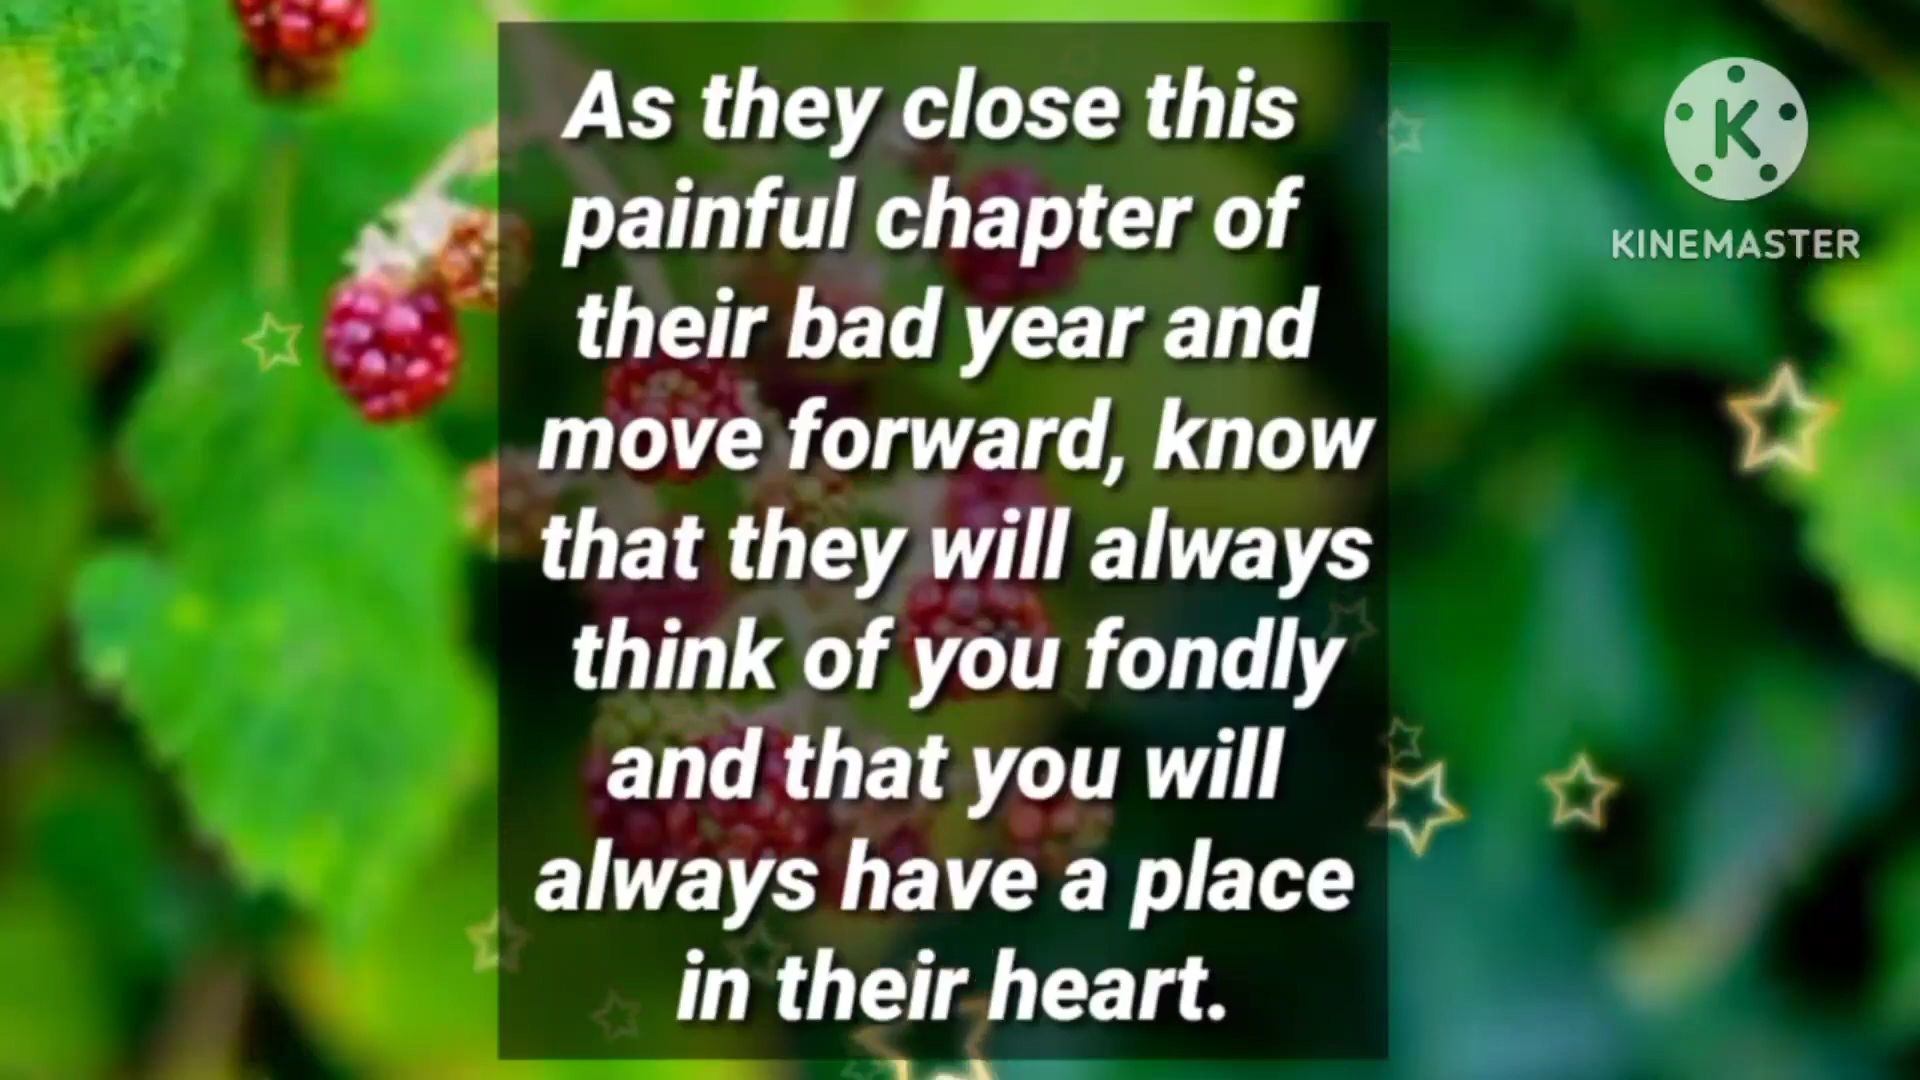 As they close this
painful chapter of
their bad year and
move forward, know
that they will always
think of you fondly
and that you will
always have a place
in their heart.
K
KINEMASTER